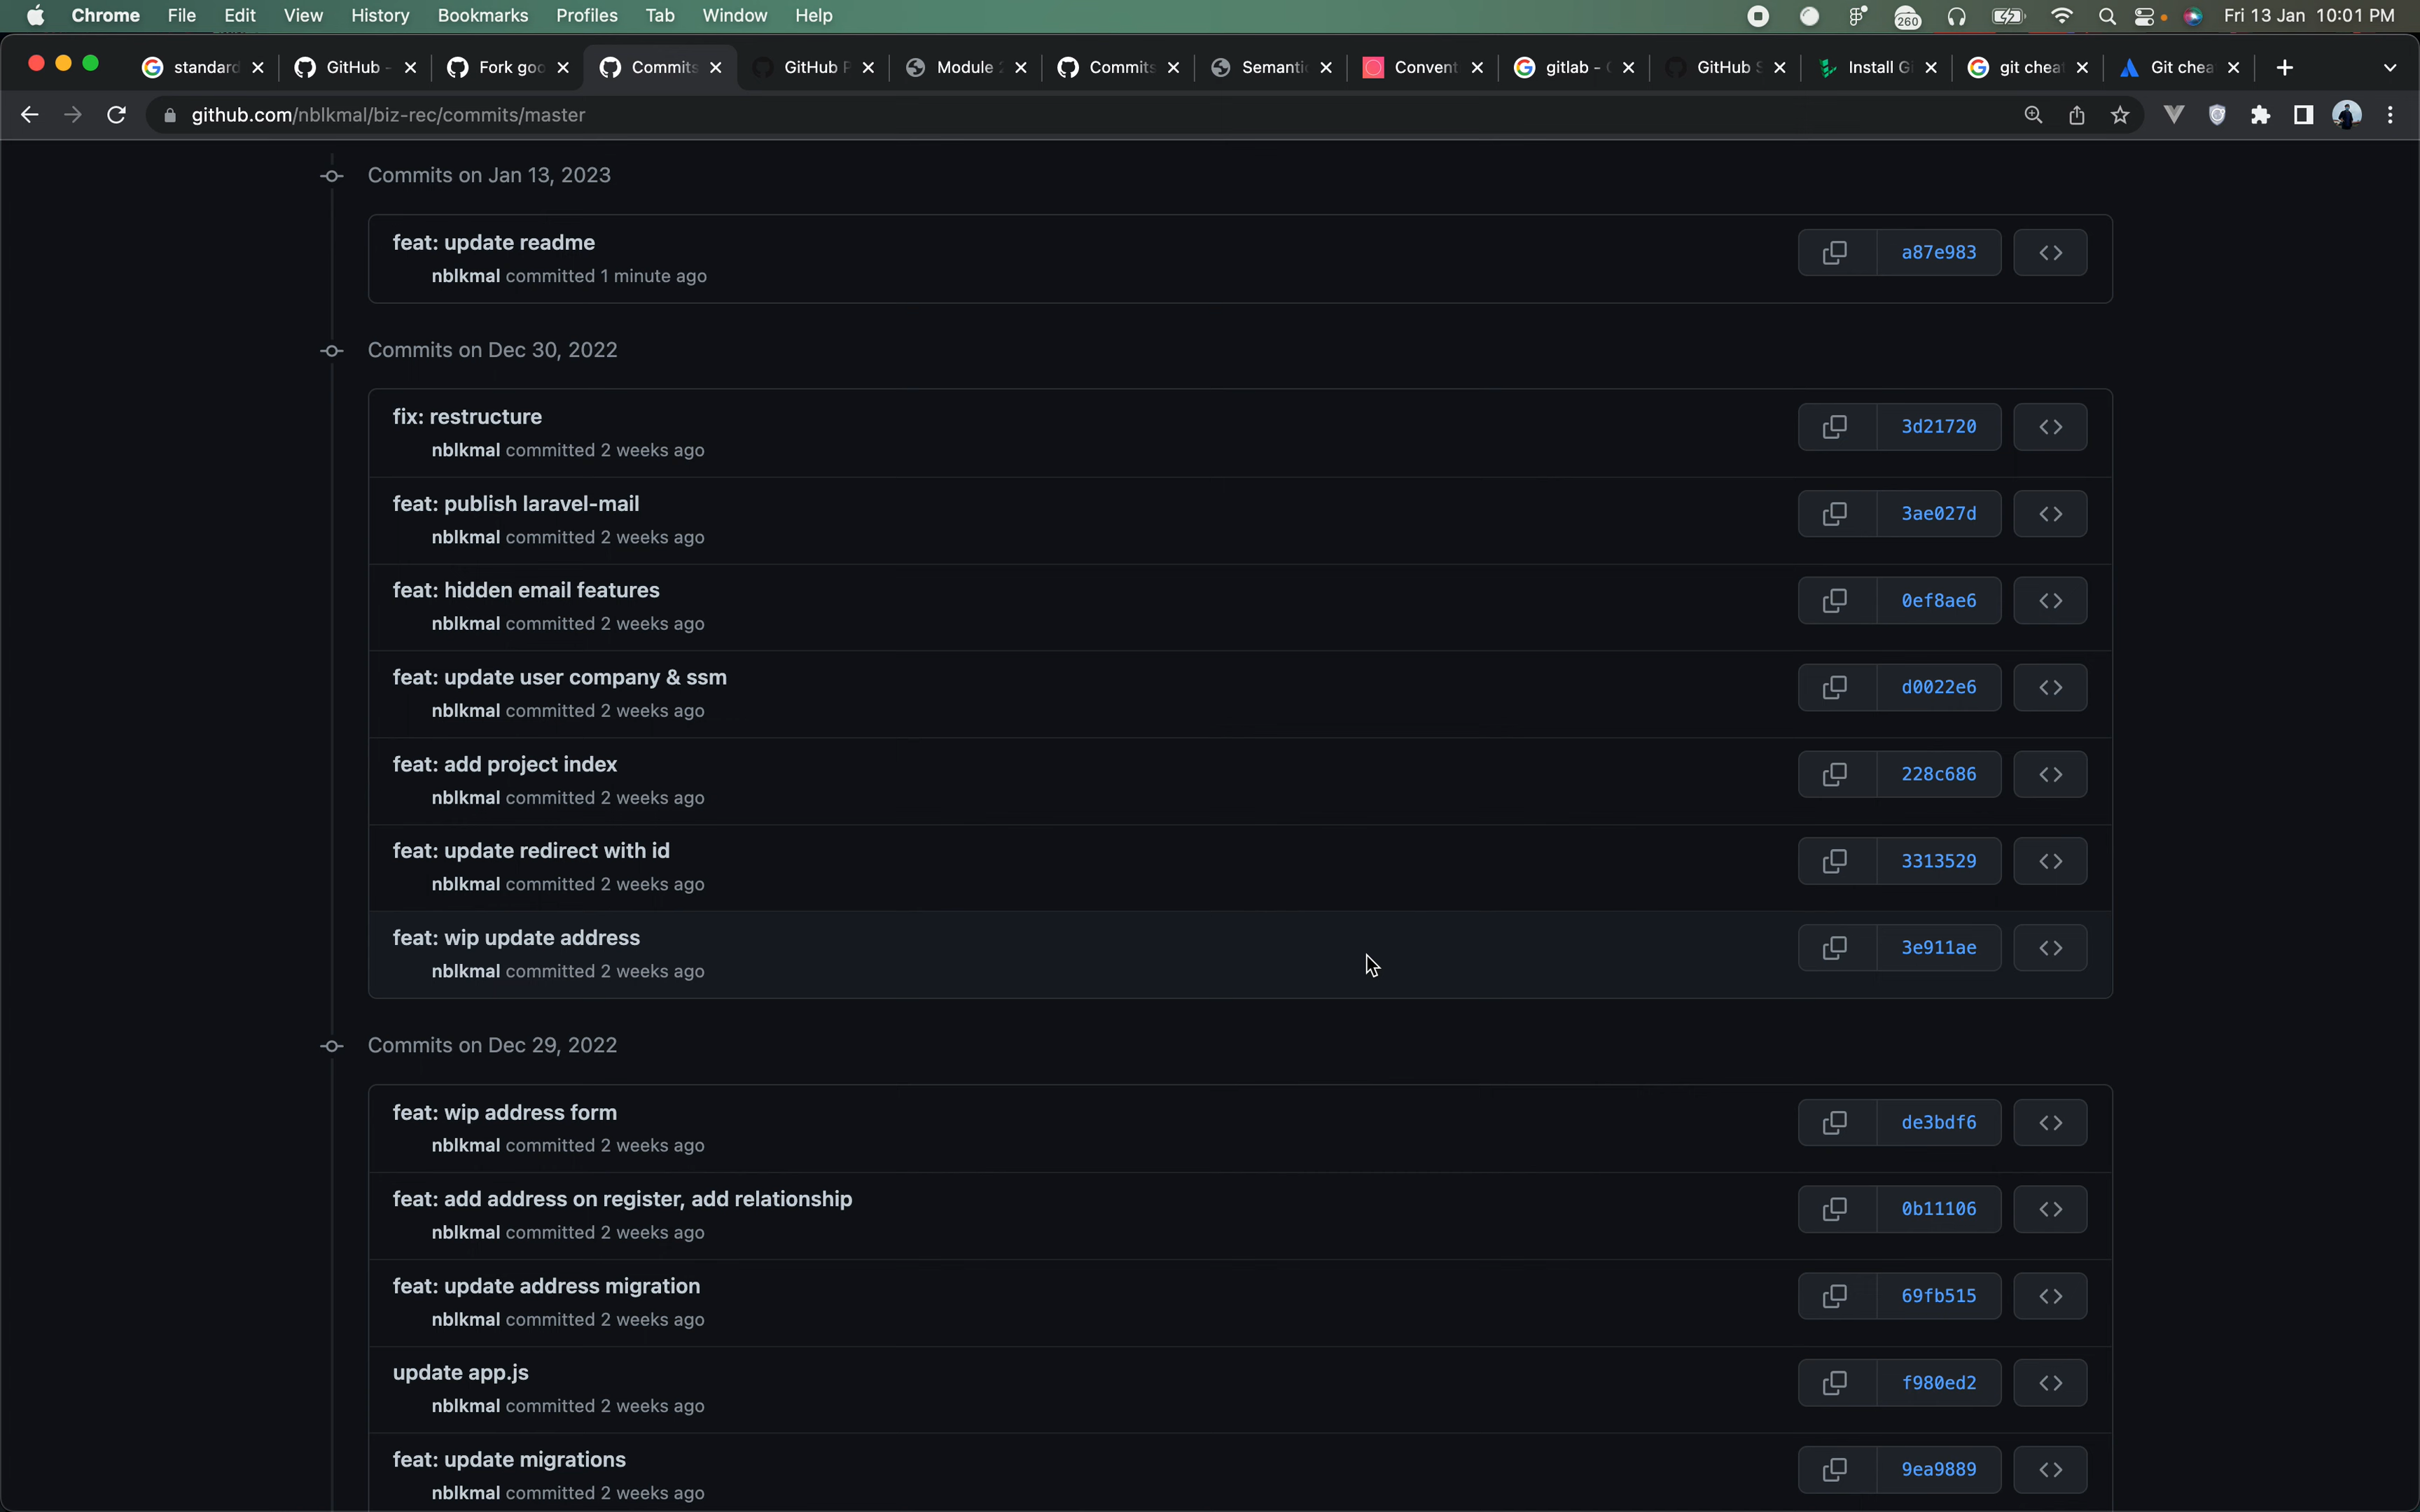 Chrome File Edit View History Bookmarks Profiles Tab Window Help 260 Fri 13 Jan 10:01 PM
standard GitHub - Fork goo Commits GitHub Module Commits Semanti Convent gitlab - GitHub Install Gi git cheat Git chea
github.com/nblkmal/biz-rec/commits/master
Commits on Jan 13, 2023
feat: update readme
a87e983
nblkmal committed 1 minute ago
Commits on Dec 30, 2022
fix: restructure
3d21720
nblkmal committed 2 weeks ago
feat: publish laravel-mail
3ae027d
nblkmal committed 2 weeks ago
feat: hidden email features
0ef8ae6
nblkmal committed 2 weeks ago
feat: update user company & ssm
d0022e6
nblkmal committed 2 weeks ago
feat: add project index
228c686
nblkmal committed 2 weeks ago
feat: update redirect with id
3313529
nblkmal committed 2 weeks ago
feat: wip update address
3e911ae
nblkmal committed 2 weeks ago
Commits on Dec 29, 2022
feat: wip address form
de3bdf6
nblkmal committed 2 weeks ago
feat: add address on register, add relationship
0b11106
nblkmal committed 2 weeks ago
feat: update address migration
69fb515
nblkmal committed 2 weeks ago
update app.js
f980ed2
nblkmal committed 2 weeks ago
feat: update migrations
9ea9889
nblkmal committed 2 weeks ago